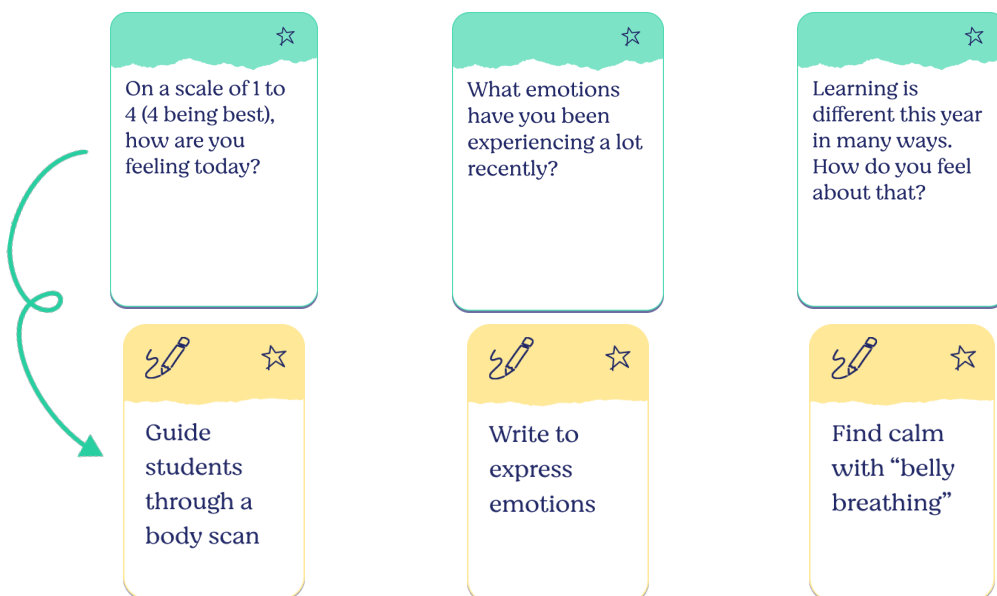 On a scale of 1 to
4 (4 being best),
how are you
feeling today?
What emotions
have you been
experiencing a lot
recently?
Learning is
different this year
in many ways.
How do you feel
about that?
Guide
students
through a
body scan
Write to
express
emotions
Find calm
with “belly
breathing”